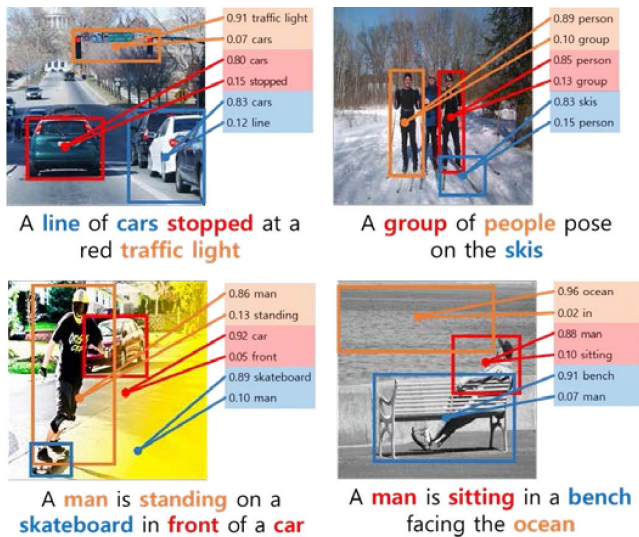 0.91 traffic light
0.07 cars
0.80 cars
0.15 stopped
0.83 cars
0.12 line
A line of cars stopped at a
red traffic light
0.89 person
0.10 group
0.85 person
0.13 group
0.83 skis
0.15 person
A group of people pose
on the skis
0.86 man
0.13 standing
0.92 car
0.05 front
0.89 skateboard
0.10 man
A man is standing on a
skateboard in front of a car
0.96 ocean
0.02 in
0.88 man
0.10 sitting
0.91 bench
0.07 man
A man is sitting in a bench
facing the ocean